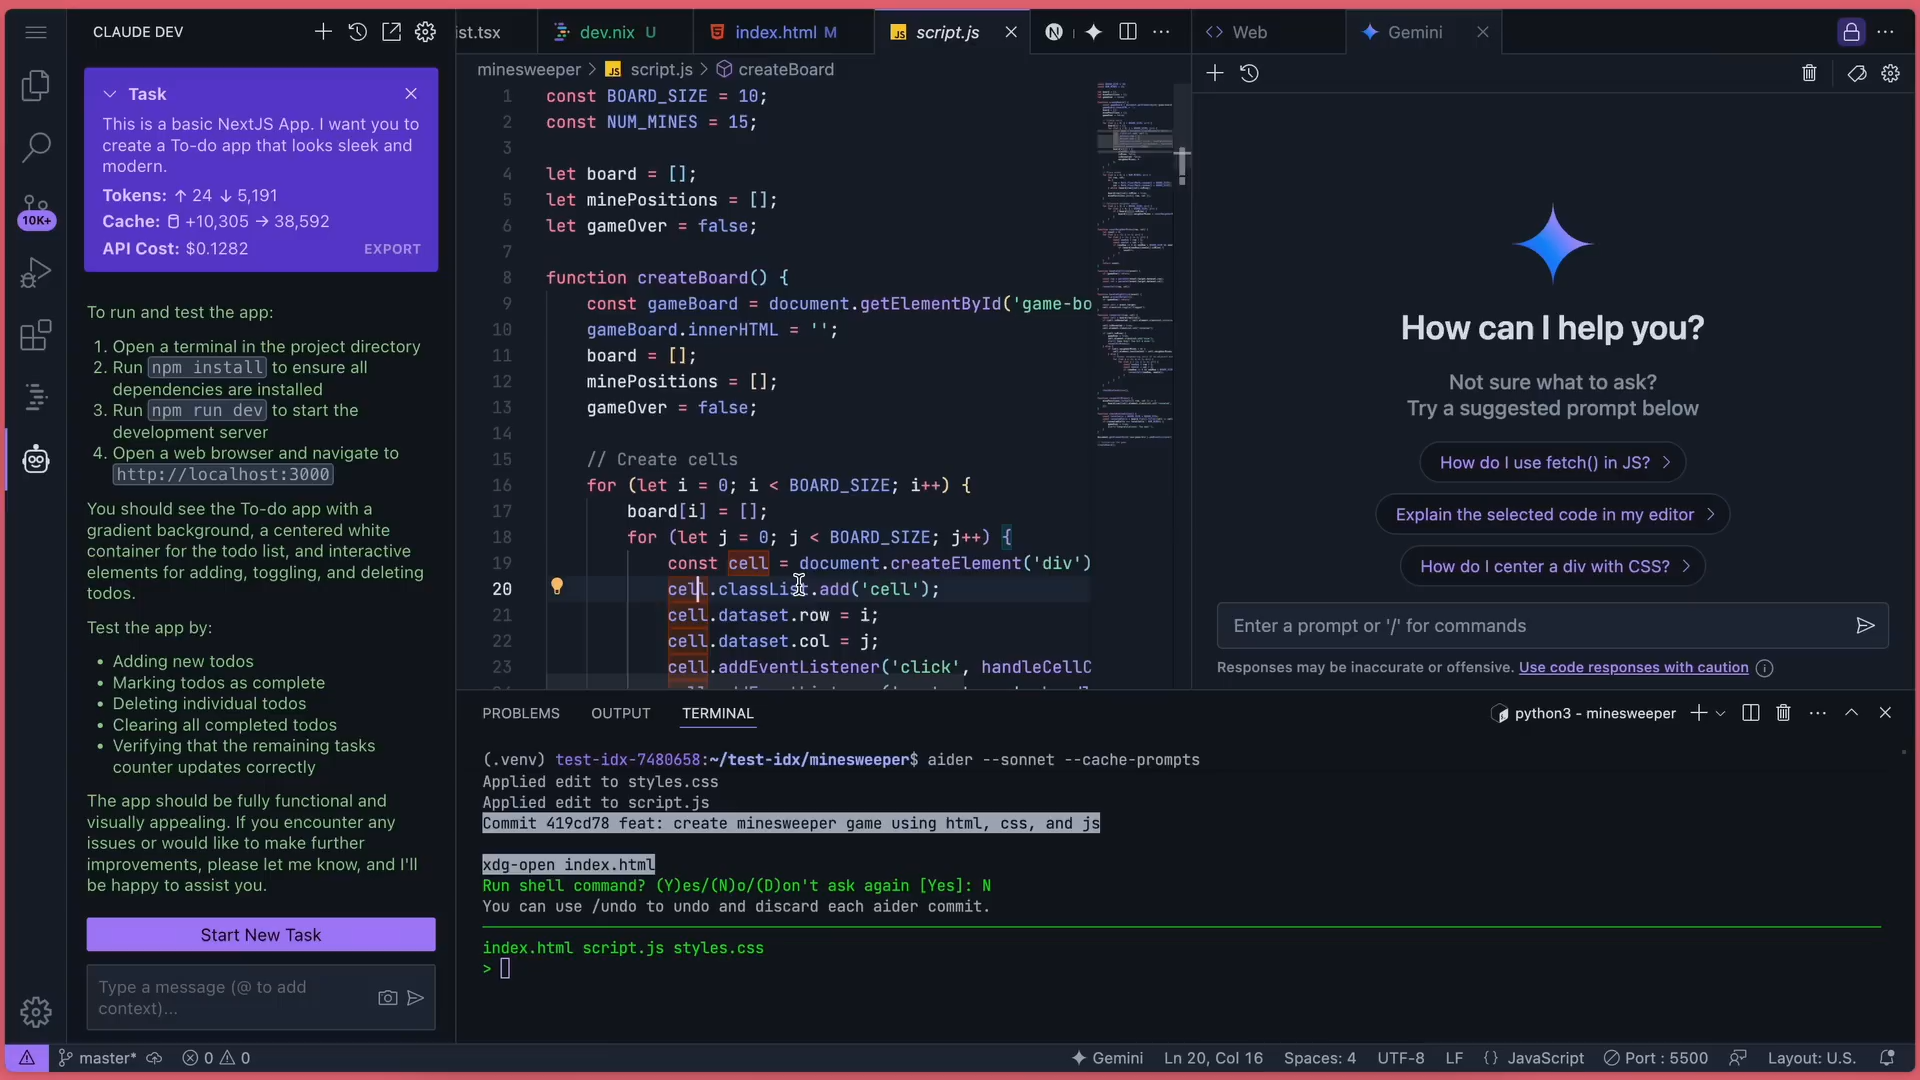 CLAUDE DEV
Task
This is a basic NextJS App. I want you to
create a To-do app that looks sleek and
modern.
Tokens: ↑ 24 ↓ 5,191
Cache: +10,305 → 38,592
API Cost: $0.1282
EXPORT
10K+
To run and test the app:
1. Open a terminal in the project directory
2. Run npm install to ensure all
dependencies are installed
3. Run npm run dev to start the
development server
4. Open a web browser and navigate to
http://localhost:3000
You should see the To-do app with a
gradient background, a centered white
container for the todo list, and interactive
elements for adding, toggling, and deleting
todos.
Test the app by:
• Adding new todos
• Marking todos as complete
• Deleting individual todos
• Clearing all completed todos
• Verifying that the remaining tasks
counter updates correctly
The app should be fully functional and
visually appealing. If you encounter any
issues or would like to make further
improvements, please let me know, and I'll
be happy to assist you.
Start New Task
Type a message (@ to add
context)...
ist.tsx
dev.nix U
index.html M
JS script.js
N
minesweeper > JS script.js > createBoard
1 const BOARD_SIZE = 10;
2 const NUM_MINES = 15;
3
4 let board = [];
5 let minePositions = [];
6 let gameOver = false;
7
8 function createBoard() {
9 const gameBoard = document.getElementById('game-bo
10 gameBoard.innerHTML = '';
11 board = [];
12 minePositions = [];
13 gameOver = false;
14
15 // Create cells
16 for (let i = 0; i < BOARD_SIZE; i++) {
17 board[i] = [];
18 for (let j = 0; j < BOARD_SIZE; j++) {
19 const cell = document.createElement('div')
20 cell.classList.add('cell');
21 cell.dataset.row = i;
22 cell.dataset.col = j;
23 cell.addEventListener('click', handleCellC
Web
Gemini
How can I help you?
Not sure what to ask?
Try a suggested prompt below
How do I use fetch() in JS? >
Explain the selected code in my editor >
How do I center a div with CSS? >
Enter a prompt or '/' for commands
Responses may be inaccurate or offensive. Use code responses with caution
PROBLEMS
OUTPUT
TERMINAL
python3 - minesweeper
(.venv) test-idx-7480658:~/test-idx/minesweeper$ aider --sonnet --cache-prompts
Applied edit to styles.css
Applied edit to script.js
Commit 419cd78 feat: create minesweeper game using html, css, and js
xdg-open index.html
Run shell command? (Y)es/(N)o/(D)on't ask again [Yes]: N
You can use /undo to undo and discard each aider commit.
index.html script.js styles.css
>
master*
0
0
Gemini
Ln 20, Col 16
Spaces: 4
UTF-8
LF
{} JavaScript
Port : 5500
Layout: U.S.